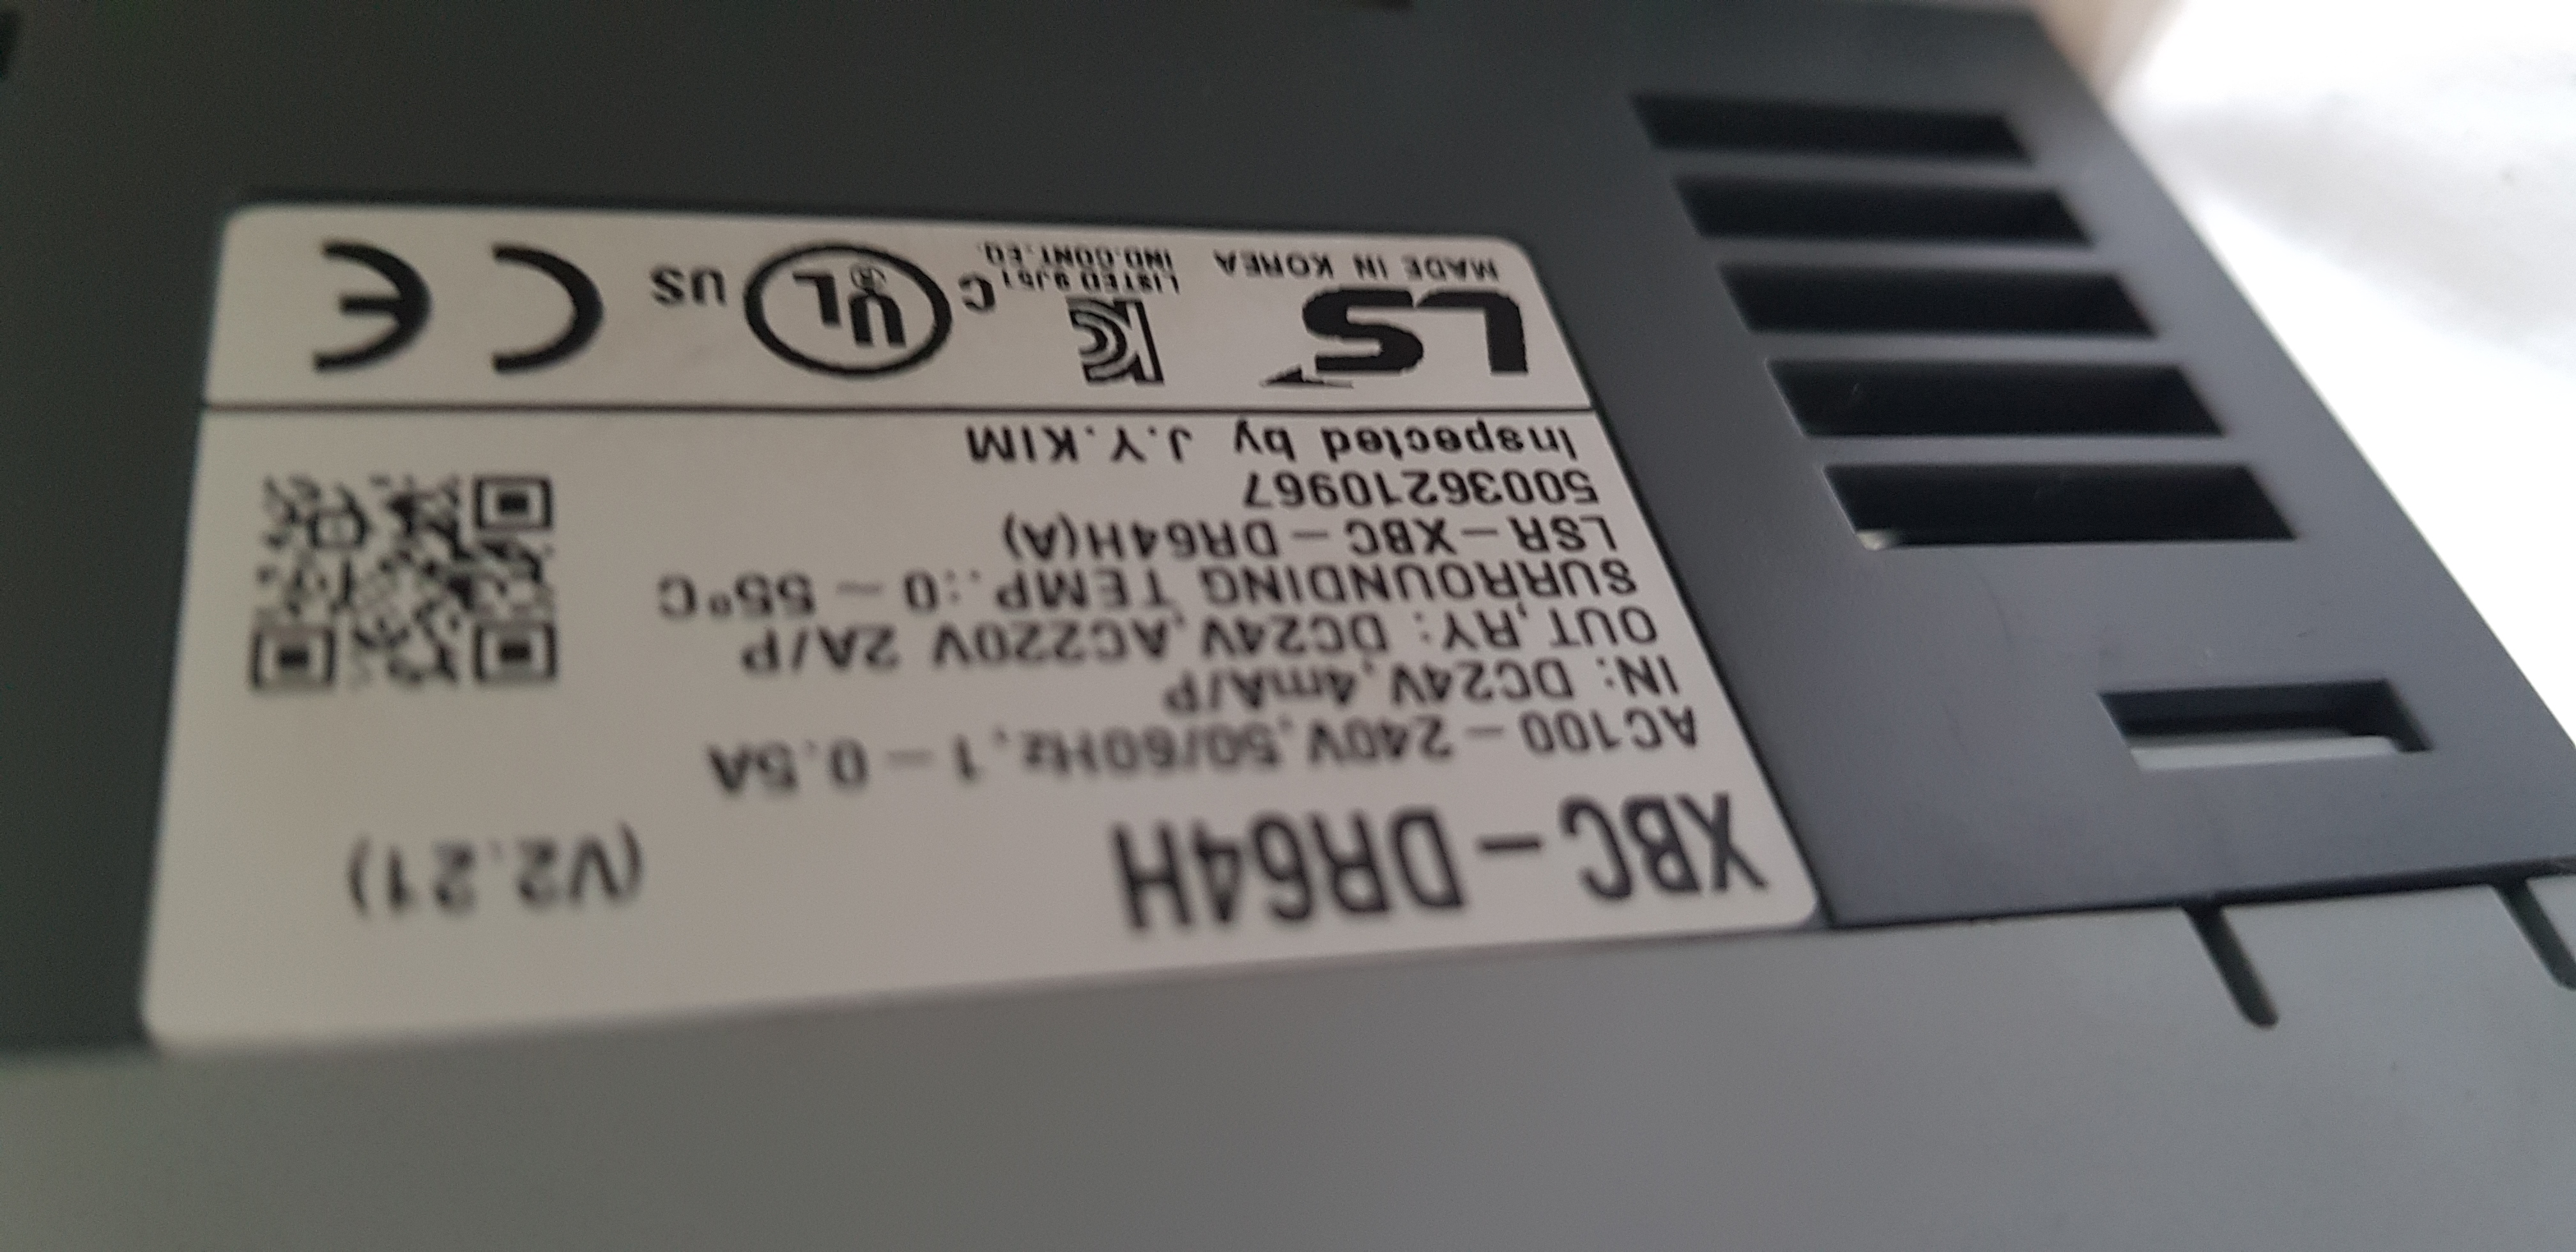 XBC-DR64H (V2.21)
AC100-240V,50/60Hz,1-0.5A
IN: DC24V,4mA/P
OUT,RY: DC24V,AC220V 2A/P
SURROUNDING TEMP.:0~55°C
LSR-XBC-DR64H(A)
50036210967
Inspected by J.Y.KIM
LS
MADE IN KOREA
C UL ® US
LISTED 9J51
IND.CONT.EQ.
CE